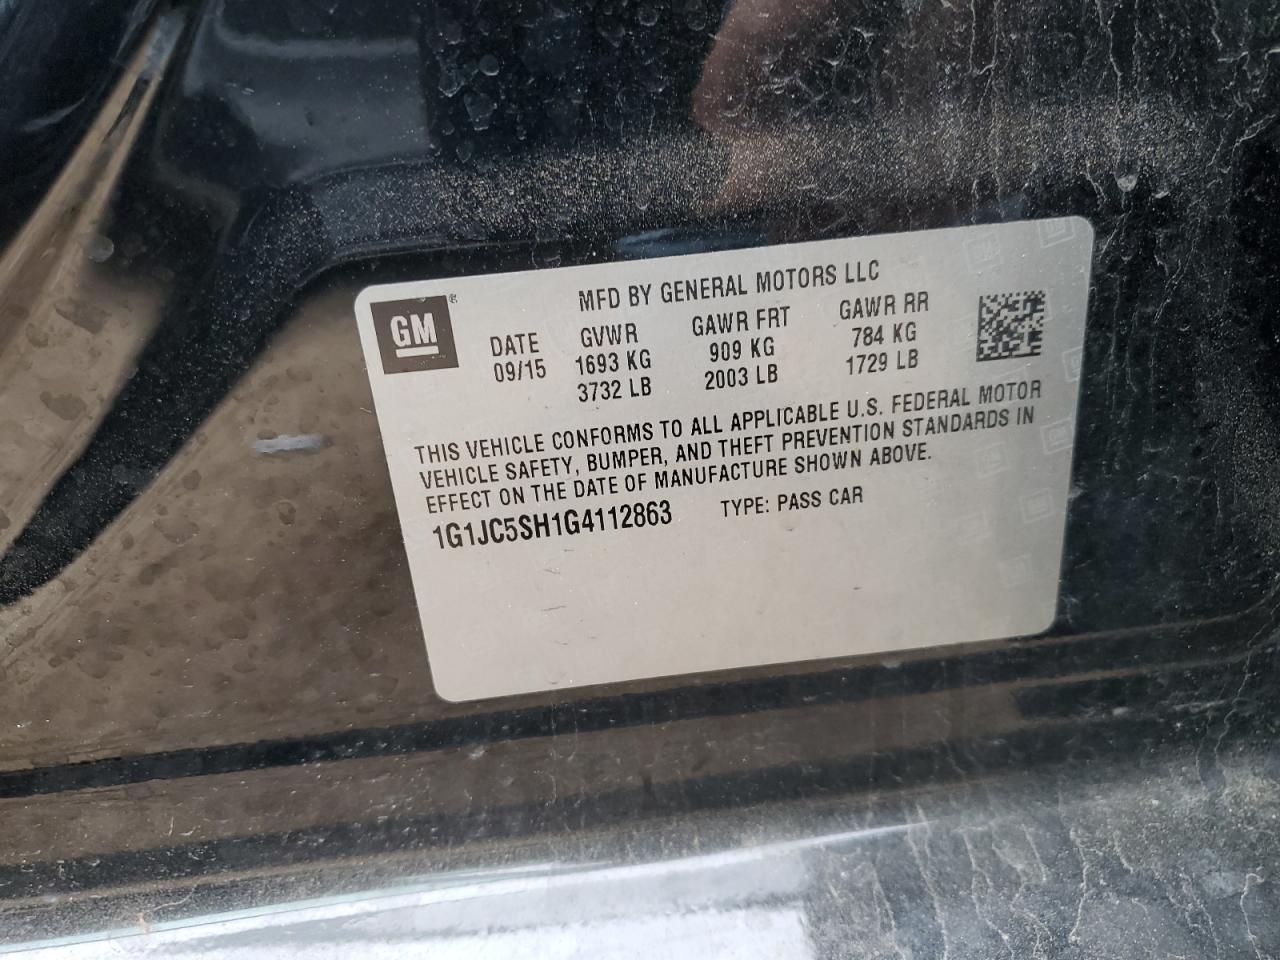 GM
MFD BY GENERAL MOTORS LLC
DATE GVWR GAWR FRT GAWR RR
09/15 1693 KG 909 KG 784 KG
3732 LB 2003 LB 1729 LB
THIS VEHICLE CONFORMS TO ALL APPLICABLE U.S. FEDERAL MOTOR
VEHICLE SAFETY, BUMPER, AND THEFT PREVENTION STANDARDS IN
EFFECT ON THE DATE OF MANUFACTURE SHOWN ABOVE.
1G1JC5SH1G4112863 TYPE: PASS CAR